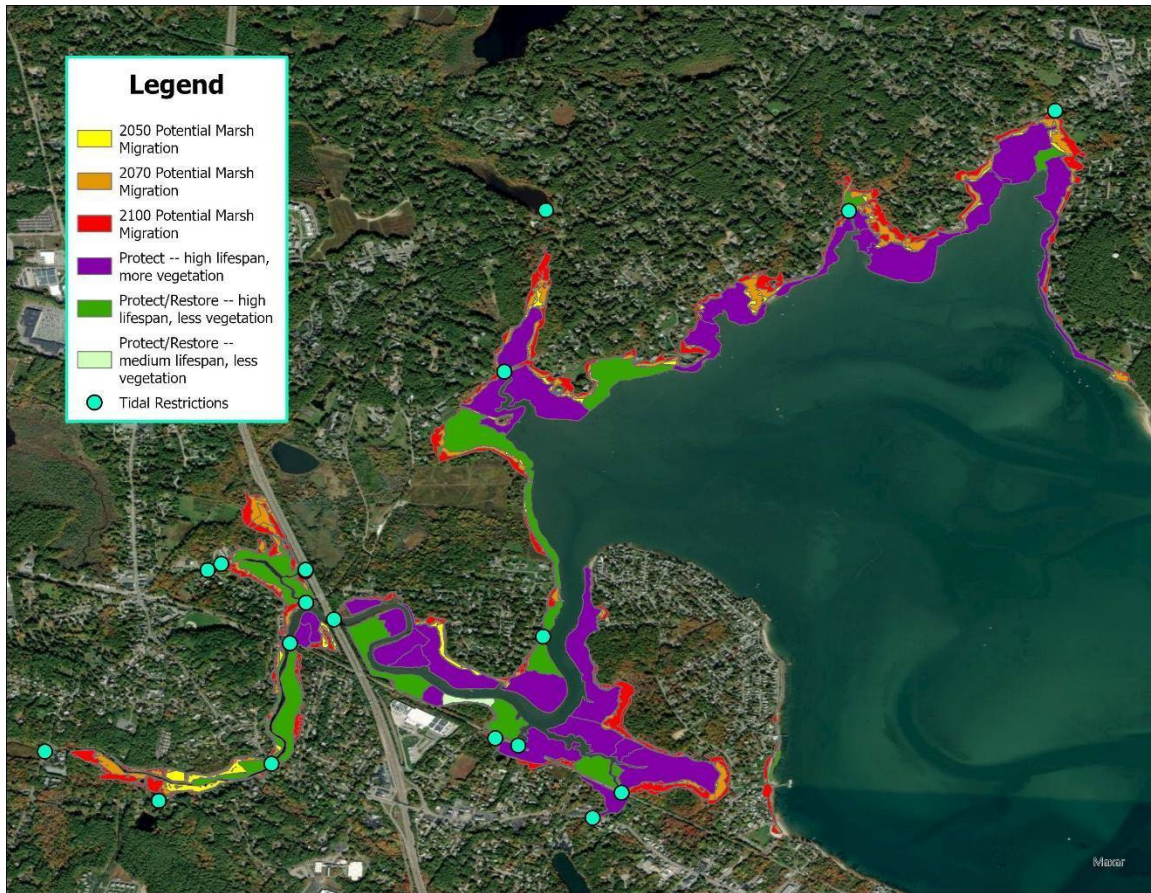 Legend
2050 Potential Marsh
Migration
2070 Potential Marsh
Migration
2100 Potential Marsh
Migration
Protect -- high lifespan,
more vegetation
Protect/Restore -- high
lifespan, less vegetation
Protect/Restore --
medium lifespan, less
vegetation
Tidal Restrictions
Maxar